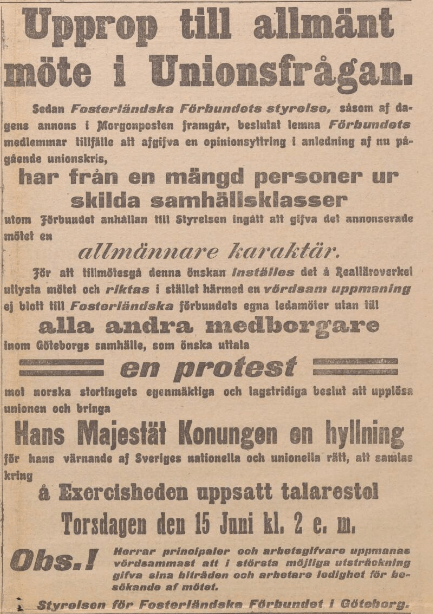 Upprop till allmänt
möte i Unionsfrågan.
Sedan Fosterländska Förbundets styrelse, såsom af da-
gens annons i Morgonposten framgår, beslutat lemna Förbundets
medlemmar tillfälle att afgifva en opinionsyttring i anledning af nu på-
gående unionskris,
har från en mängd personer ur
skilda samhällsklasser
utom Förbundet anhållan till Styrelsen ingått att gifva det annonserade
mötet en
allmännare karaktär.
För att tillmötesgå denna önskan inställes det å Realläroverket
utlysta mötet och riktas i stället härmed en vördsam uppmaning
ej blott till Fosterländska förbundets egna ledamöter utan till
alla andra medborgare
inom Göteborgs samhälle, som önska uttala
en protest
mot norska stortingets egenmäktiga och lagstridiga beslut att upplösa
unionen och bringa
Hans Majestät Konungen en hyllning
för hans värnande af Sveriges nationella och unionella rätt, att samlas
kring
å Exercisheden uppsatt talarestol
Torsdagen den 15 Juni kl. 2 e. m.
Obs.! Herrar principaler och arbetsgifvare uppmanas
vördsammast att i största möjliga utsträckning
gifva sina biträden och arbetare ledighet för be-
sökande af mötet.
Styrelsen för Fosterländska Förbundet i Göteborg.